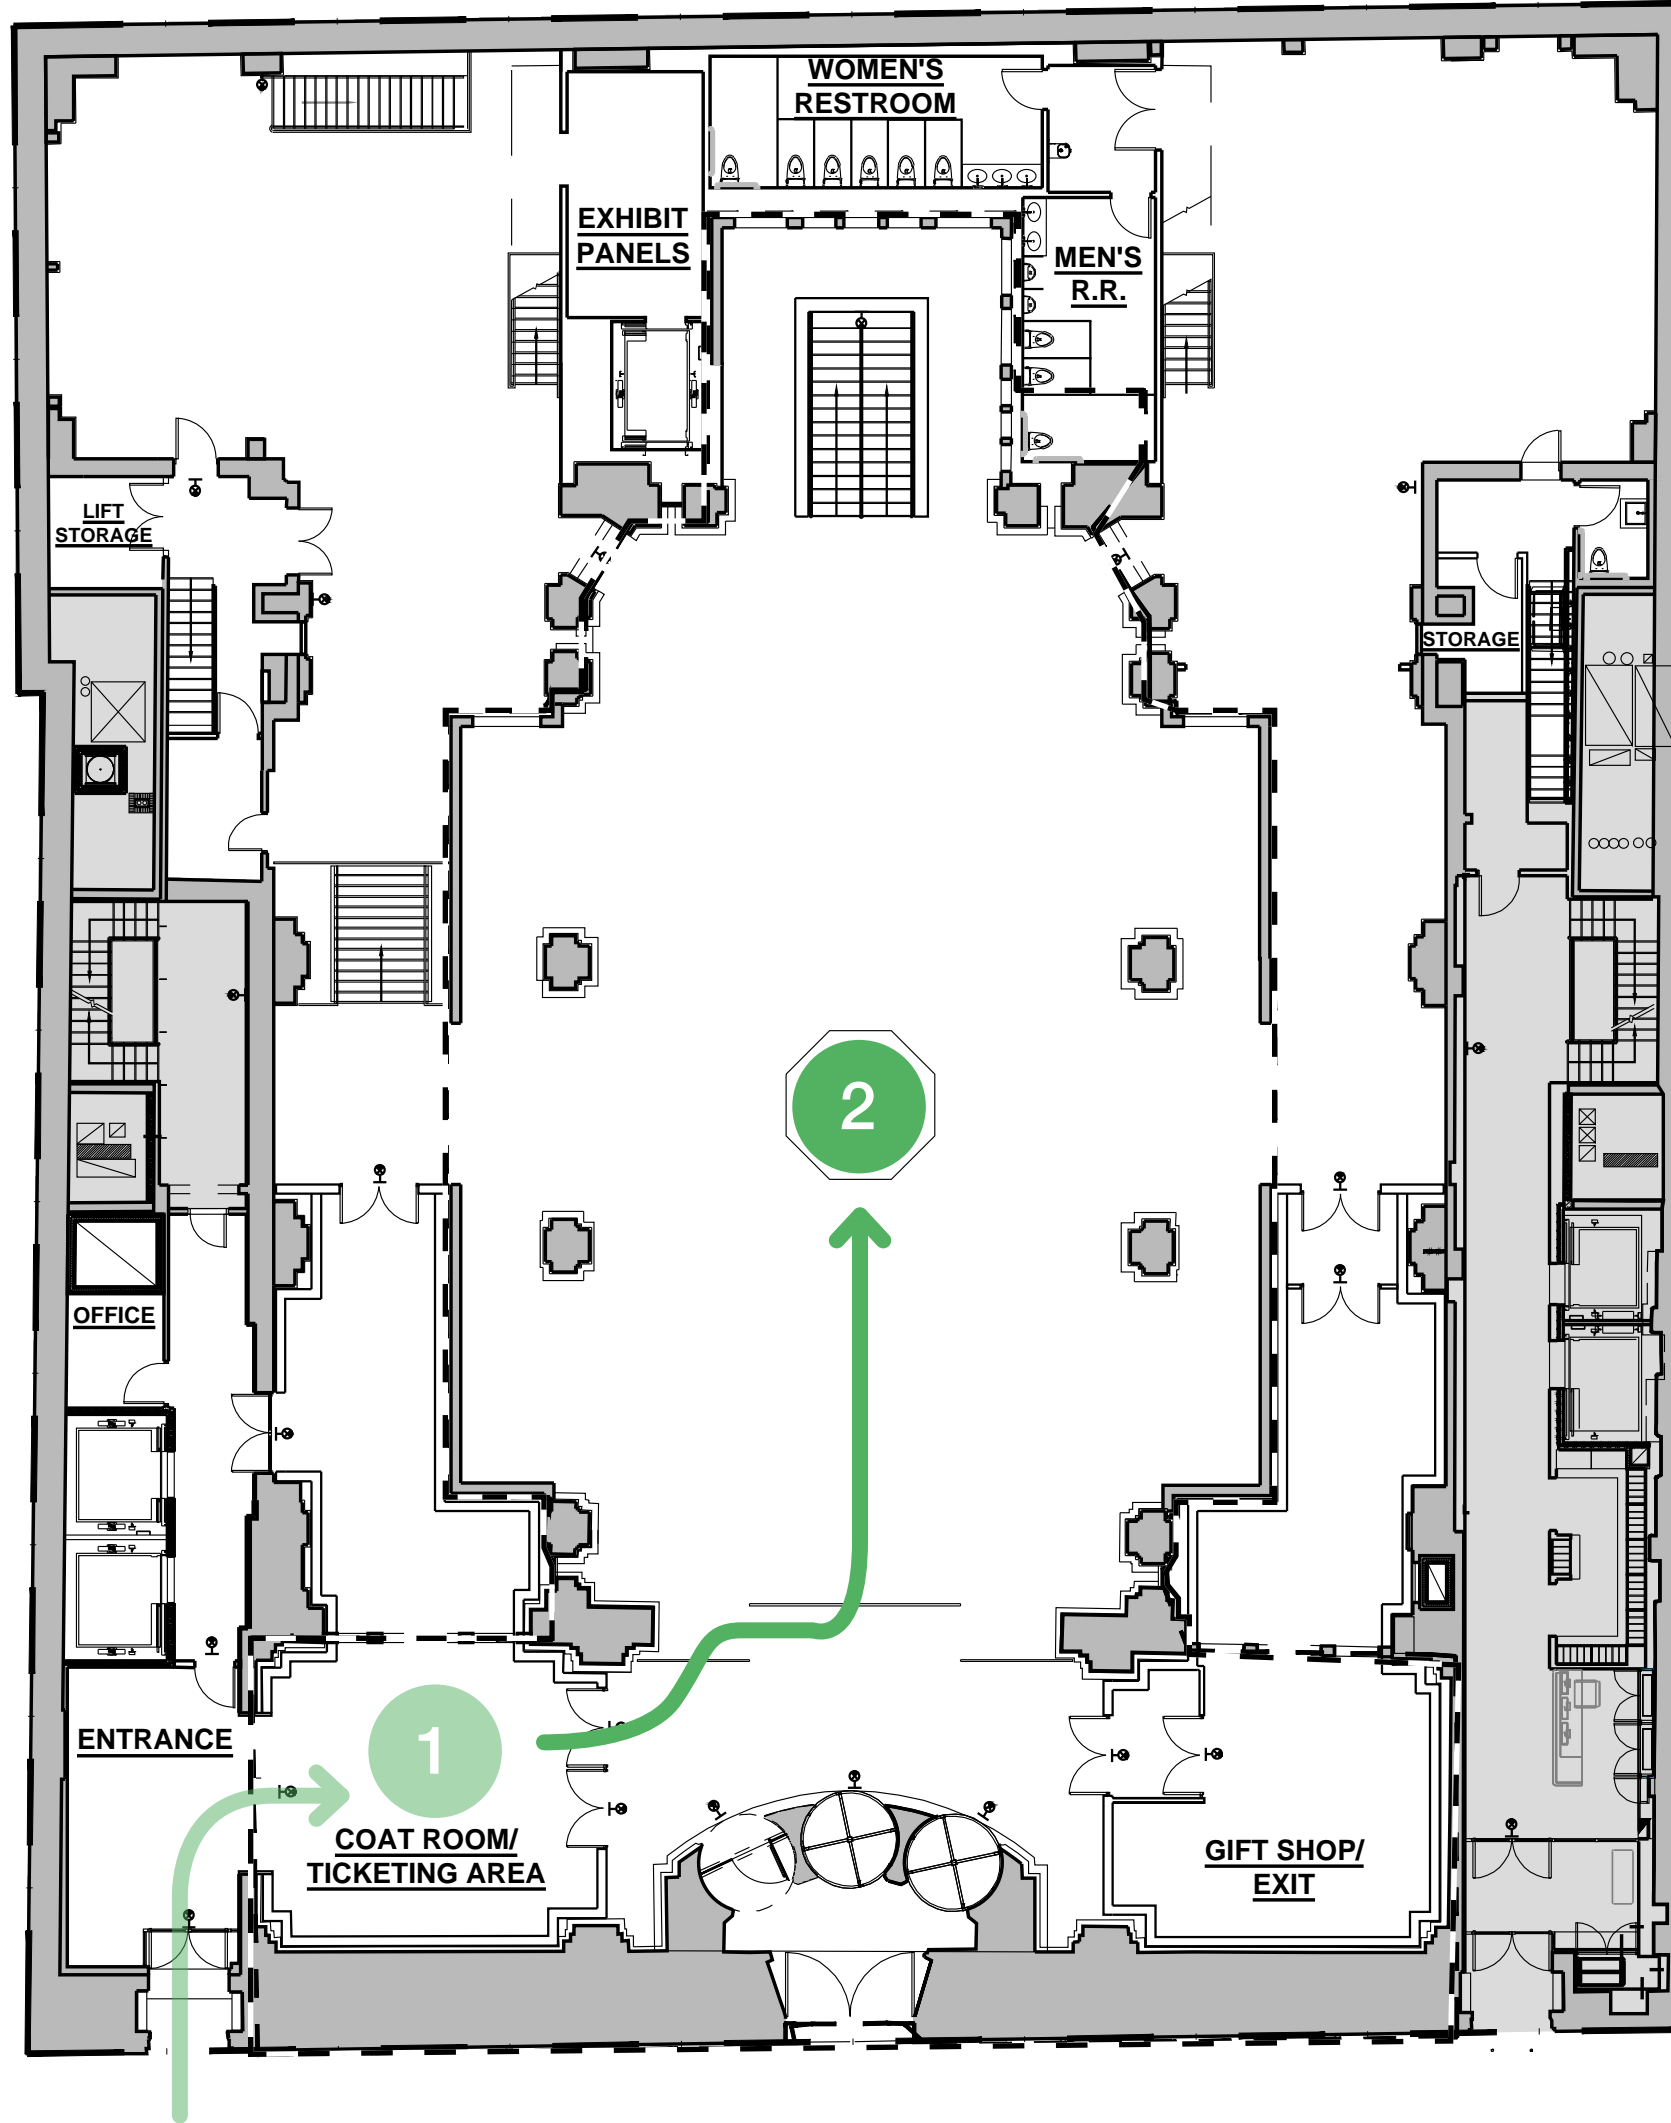 WOMEN'S
RESTROOM
EXHIBIT
PANELS
MEN'S
R.R.
LIFT
STORAGE
STORAGE
2
OFFICE
ENTRANCE
1
COAT ROOM/
TICKETING AREA
GIFT SHOP/
EXIT